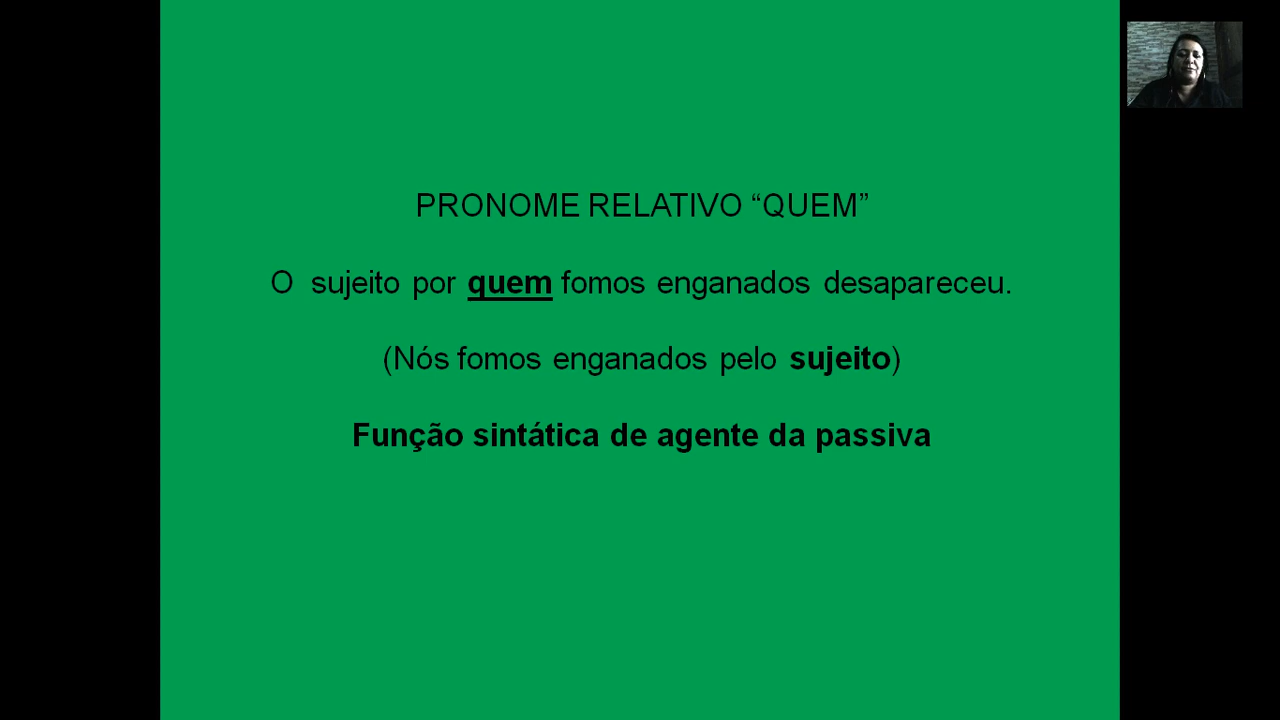 PRONOME RELATIVO “QUEM”
O sujeito por quem fomos enganados desapareceu.
(Nós fomos enganados pelo sujeito)
Função sintática de agente da passiva